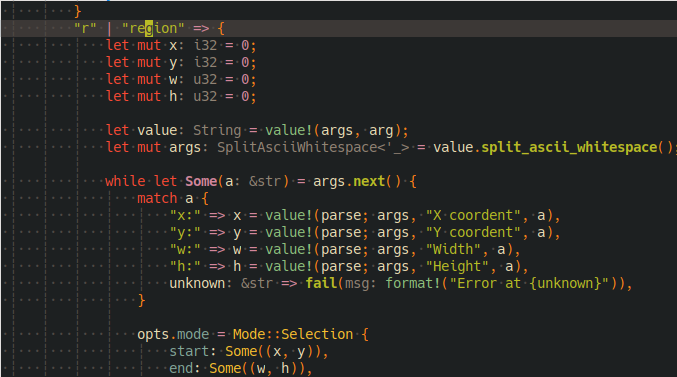 }
"r" | "region" => {
let mut x: i32 = 0;
let mut y: i32 = 0;
let mut w: u32 = 0;
let mut h: u32 = 0;
let value: String = value!(args, arg);
let mut args: SplitAsciiWhitespace<'_> = value.split_ascii_whitespace();
while let Some(a: &str) = args.next() {
match a {
"x:" => x = value!(parse; args, "X coordent", a),
"y:" => y = value!(parse; args, "Y coordent", a),
"w:" => w = value!(parse; args, "Width", a),
"h:" => h = value!(parse; args, "Height", a),
unknown: &str => fail(msg: format!("Error at {unknown}")),
}
opts.mode = Mode::Selection {
start: Some((x, y)),
end: Some((w, h)),